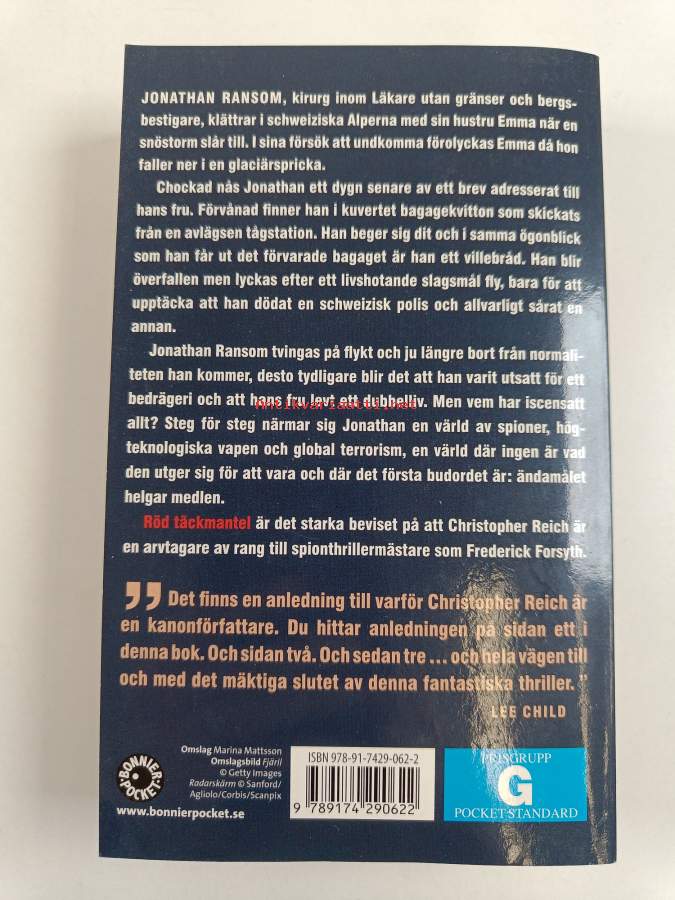 JONATHAN RANSOM, kirurg inom Läkare utan gränser och bergs-
bestigare, klättrar i schweiziska Alperna med sin hustru Emma när en
snöstorm slår till. I sina försök att undkomma förolyckas Emma då hon
faller ner i en glaciärspricka.
Chockad nås Jonathan ett dygn senare av ett brev adresserat till
hans fru. Förvånad finner han i kuvertet bagagekvitton som skickats
från en avlägsen tågstation. Han beger sig dit och i samma ögonblick
som han får ut det förvarade bagaget är han ett villebråd. Han blir
överfallen men lyckas efter ett livshotande slagsmål fly, bara för att
upptäcka att han dödat en schweizisk polis och allvarligt sårat en
annan.
Jonathan Ransom tvingas på flykt och ju längre bort från normali-
teten han kommer, desto tydligare blir det att han varit utsatt för ett
bedrägeri och att hans fru levt ett dubbelliv. Men vem har iscensatt
Antikvariaatti.net
allt? Steg för steg närmar sig Jonathan en värld av spioner, hög-
teknologiska vapen och global terrorism, en värld där ingen är vad
den utger sig för att vara och där det första budordet är: ändamålet
helgar medlen.
Röd täckmantel är det starka beviset på att Christopher Reich är
en arvtagare av rang till spionthrillermästare som Frederick Forsyth.
”Det finns en anledning till varför Christopher Reich är
en kanonförfattare. Du hittar anledningen på sidan ett i
denna bok. Och sidan två. Och sedan tre ... och hela vägen till
och med det mäktiga slutet av denna fantastiska thriller.”
LEE CHILD
BONNIER
POCKET
www.bonnierpocket.se
Omslag Marina Mattsson
Omslagsbild Fjäril
© Getty Images
Radarskärm © Sanford/
Agliolo/Corbis/Scanpix
ISBN 978-91-7429-062-2
9 789174 290622
PRISGRUPP
G
POCKET-STANDARD